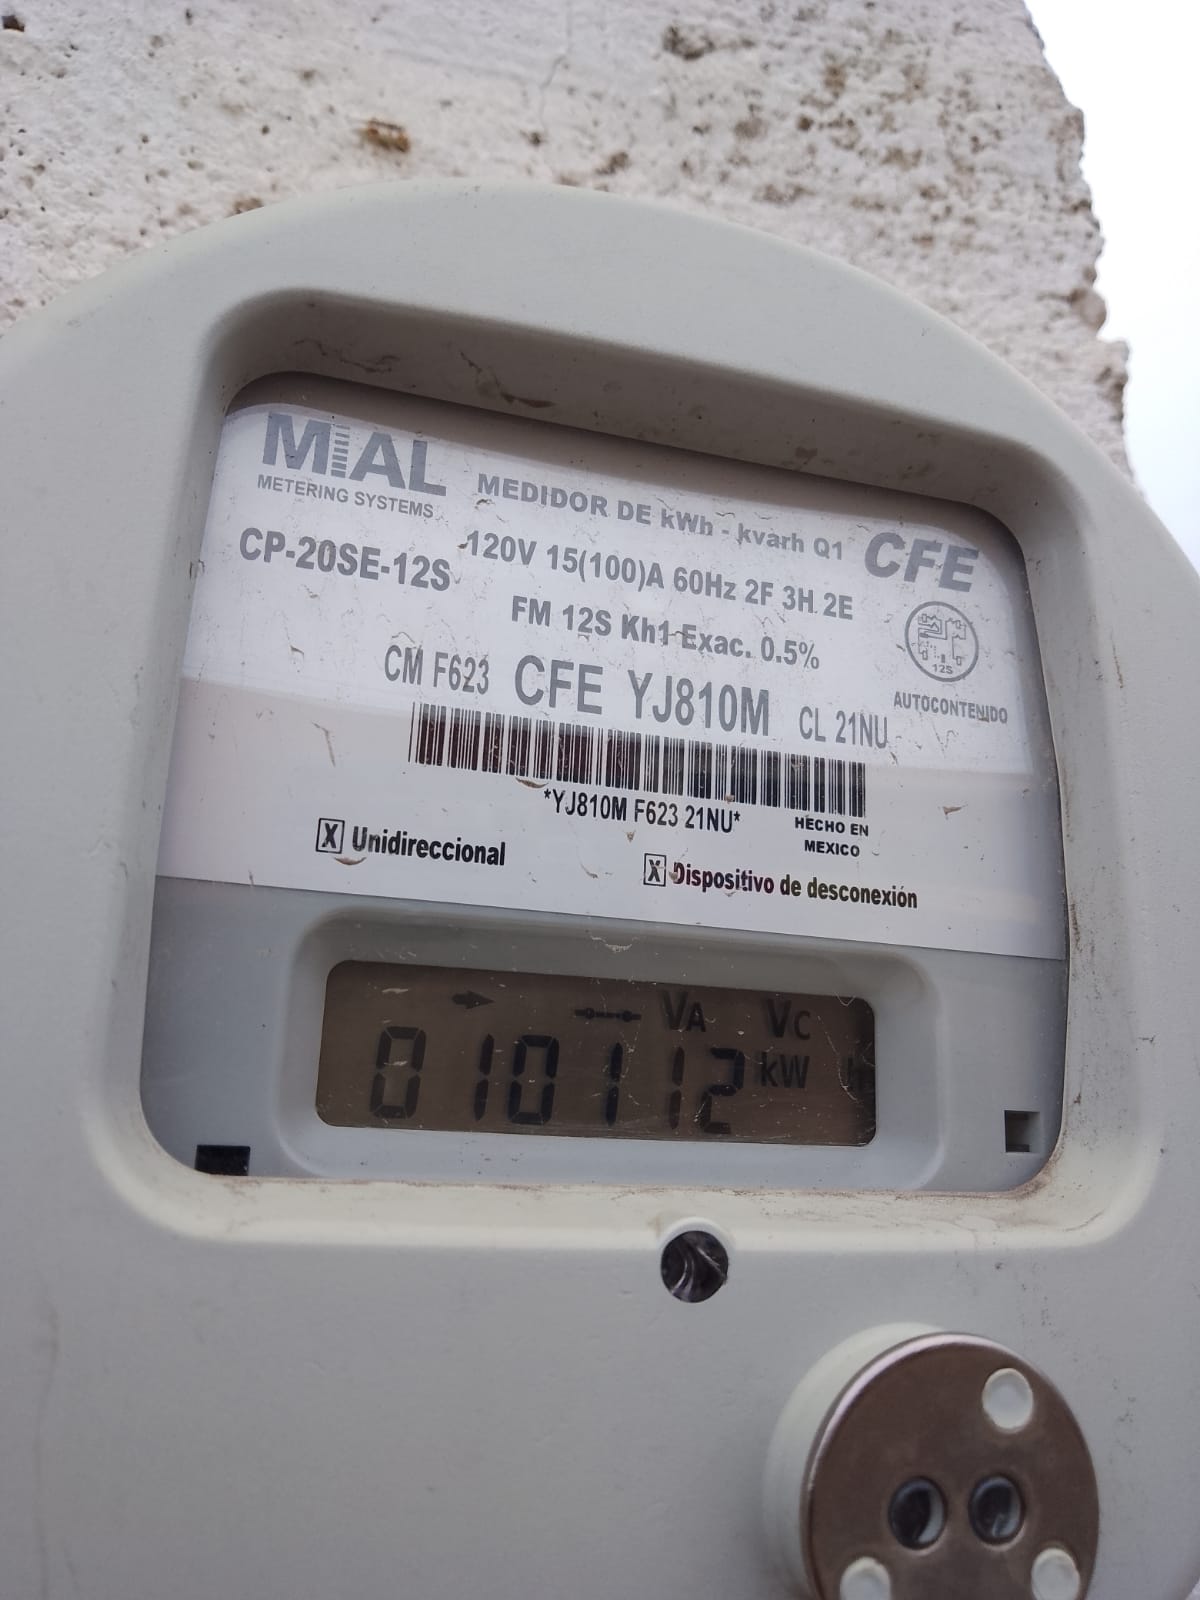 MIAL
METERING SYSTEMS
MEDIDOR DE kWh - kvarh Q1
CFE
CP-20SE-12S
120V 15(100)A 60Hz 2F 3H 2E
FM 12S Kh1 Exac. 0.5%
12S
AUTOCONTENIDO
CM F623 CFE YJ810M CL 21NU
*YJ810M F623 21NU*
HECHO EN
MEXICO
X Unidireccional
X Dispositivo de desconexión
VA VC
010112 kW h